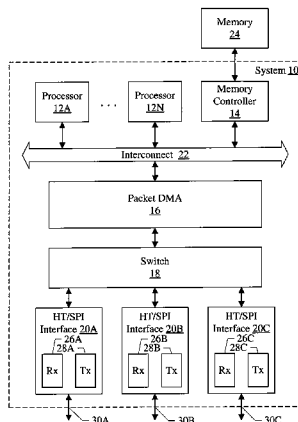 Memory
24
System 10
Processor
12A
. . .
Processor
12N
Memory
Controller
14
Interconnect 22
Packet DMA
16
Switch
18
HT/SPI
Interface 20A
26A
28A
Rx
Tx
HT/SPI
Interface 20B
26B
28B
Rx
Tx
HT/SPI
Interface 20C
26C
28C
Rx
Tx
30A
30B
30C